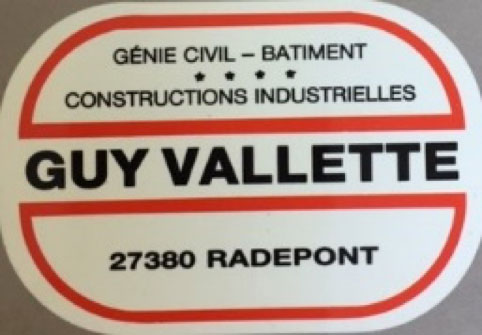 GÉNIE CIVIL – BATIMENT
★ ★ ★ ★
CONSTRUCTIONS INDUSTRIELLES
GUY VALLETTE
27380 RADEPONT